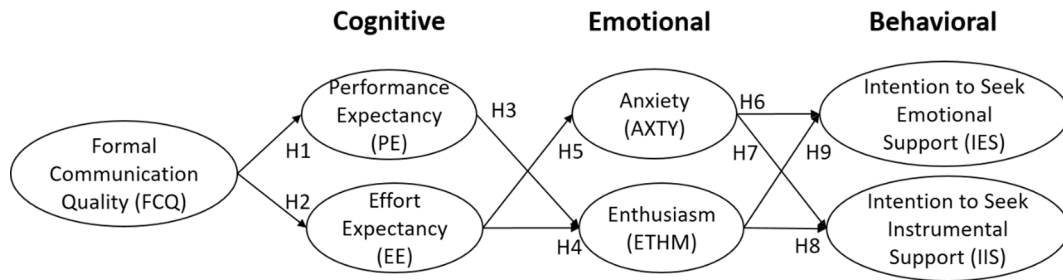 Cognitive Emotional Behavioral
Formal
Communication
Quality (FCQ)
H1
H2
Performance
Expectancy
(PE)
Effort
Expectancy
(EE)
H3
H5
H4
Anxiety
(AXTY)
Enthusiasm
(ETHM)
H6
H7
H9
H8
Intention to Seek
Emotional
Support (IES)
Intention to Seek
Instrumental
Support (IIS)